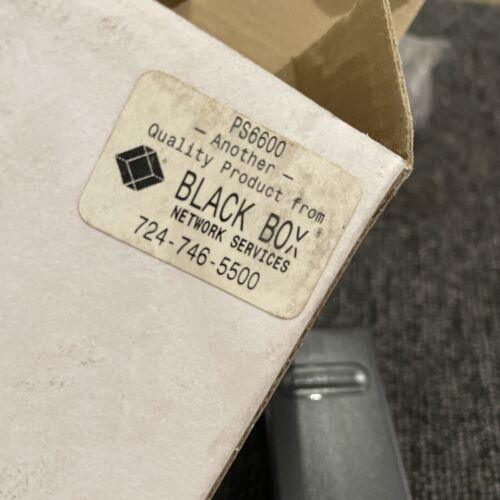 PS6600
— Another —
Quality Product from
BLACK BOX®
NETWORK SERVICES
724-746-5500